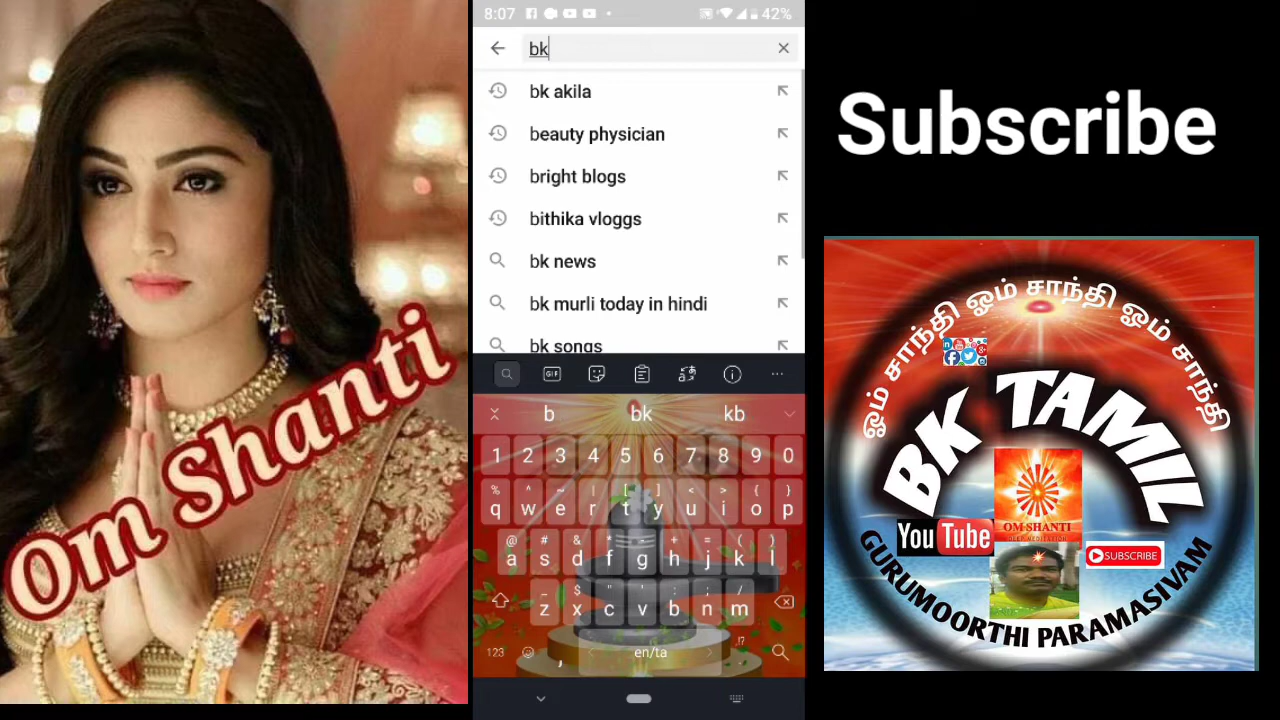 Om Shanti
8:07
42%
bk
bk akila
beauty physician
bright blogs
bithika vloggs
bk news
bk murli today in hindi
bk songs
GIF
b bk kb
1 2 3 4 5 6 7 8 9 0
q w e r t y u i o p
a s d f g h j k l
z x c v b n m
123 , en/ta
Subscribe
ஓம் சாந்தி ஓம் சாந்தி ஓம் சாந்தி
BK TAMIL
OM SHANTI
YouTube
SUBSCRIBE
GURUMOORTHI PARAMASIVAM